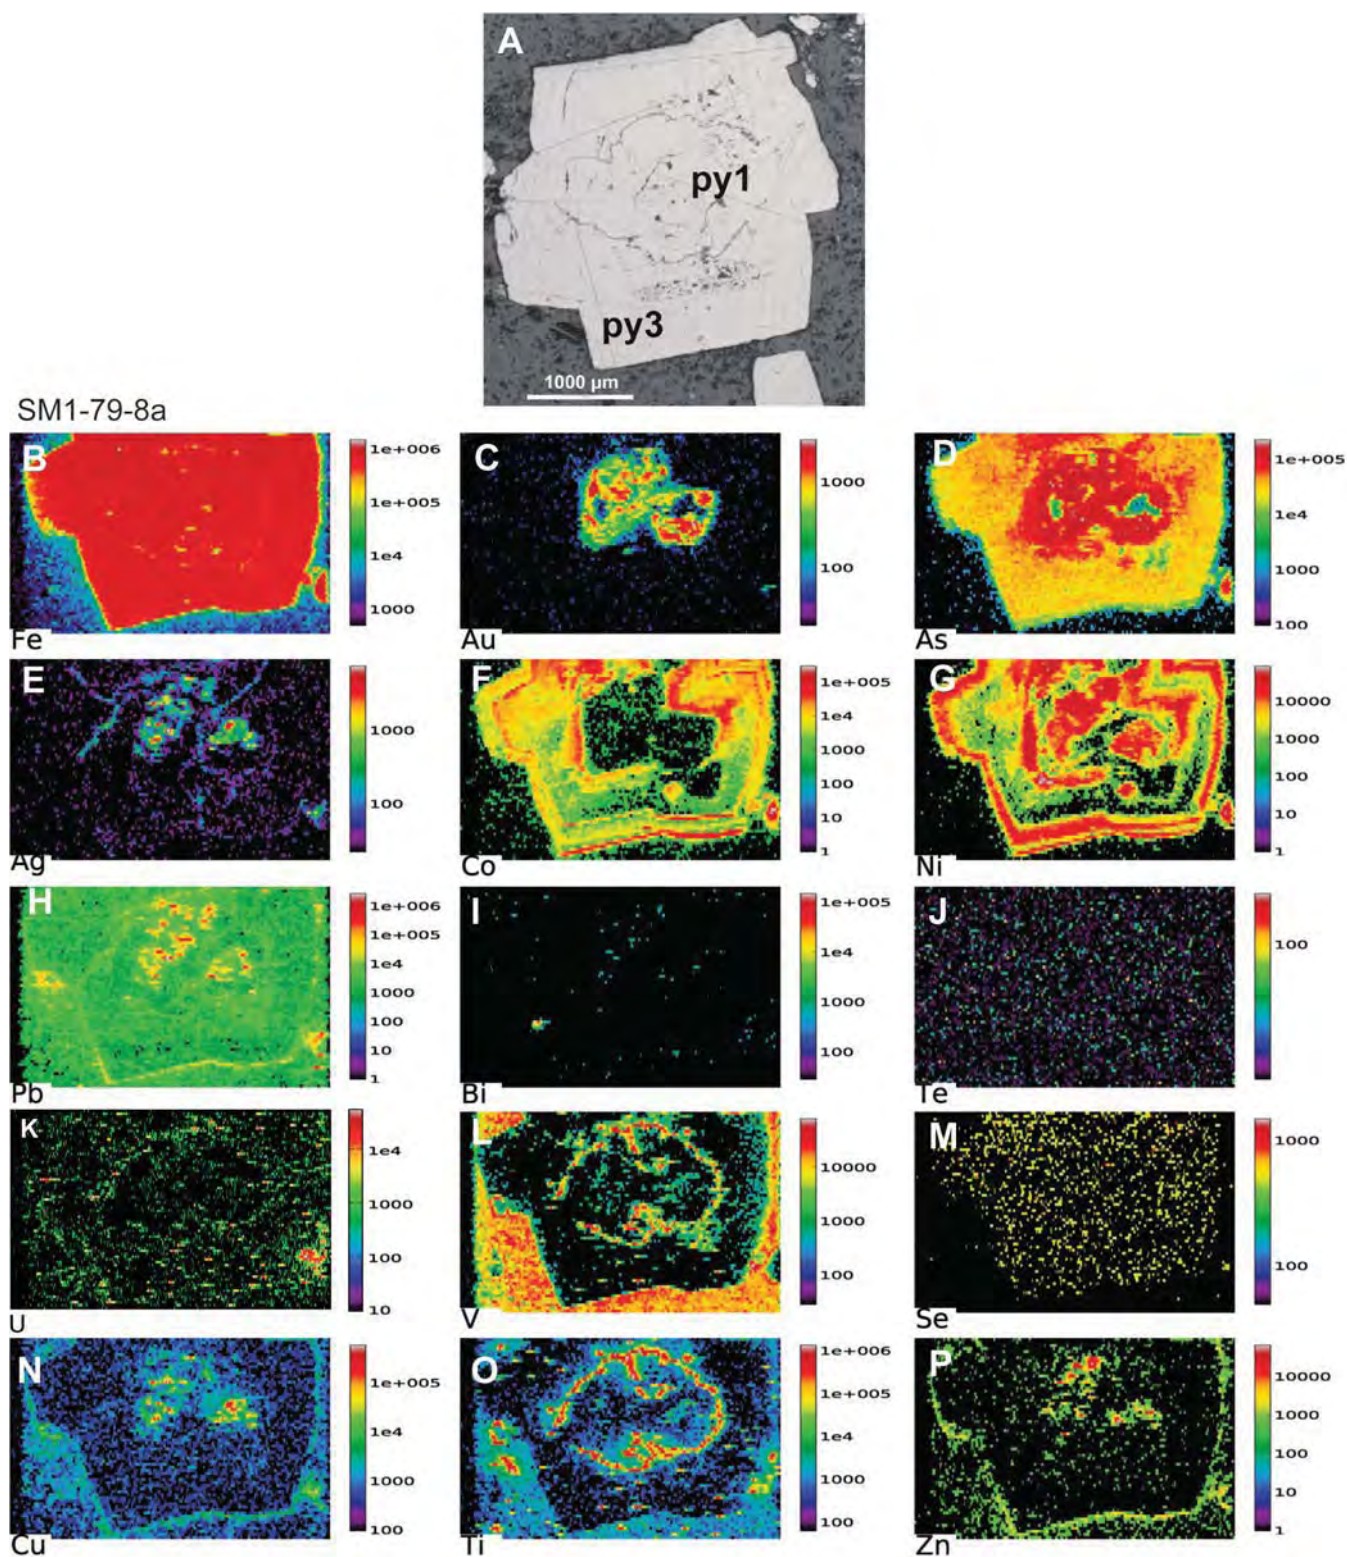 A
py1
py3
1000 µm
SM1-79-8a
B
1e+006
1e+005
1e4
1000
Fe
C
1000
100
Au
D
1e+005
1e4
1000
100
As
E
1000
100
Ag
F
1e+005
1e4
1000
100
10
1
Co
G
10000
1000
100
10
1
Ni
H
1e+006
1e+005
1e4
1000
100
10
1
Pb
I
1e+005
1e4
1000
100
Bi
J
100
Te
K
1e4
1000
100
10
U
L
10000
1000
100
V
M
1000
100
Se
N
1e+005
1e4
1000
100
Cu
O
1e+006
1e+005
1e4
1000
100
Ti
P
10000
1000
100
10
1
Zn